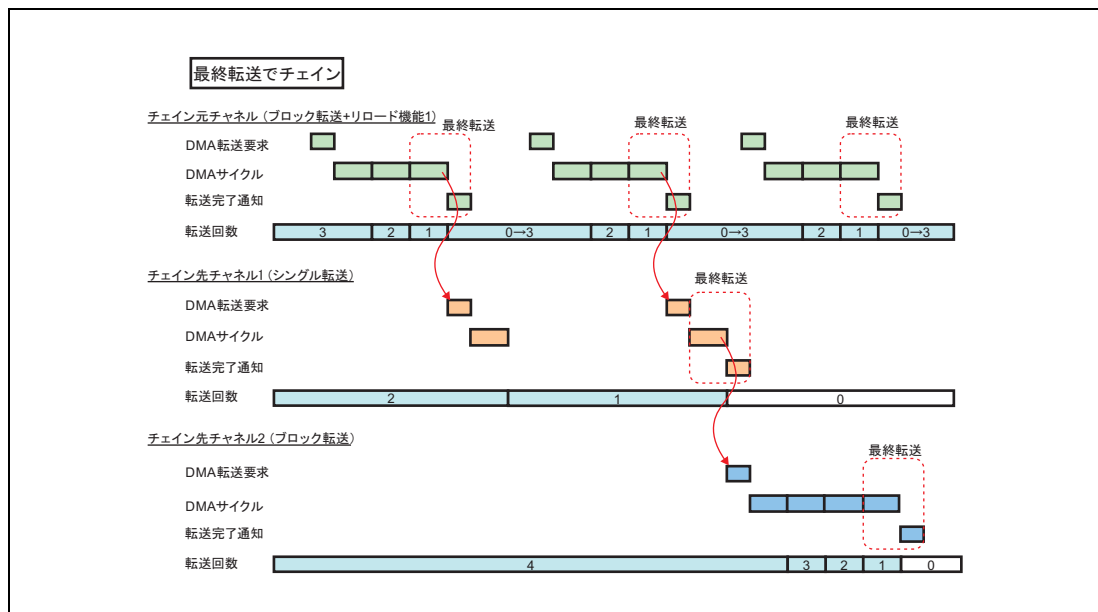 最終転送でチェイン
チェイン元チャネル (ブロック転送+リロード機能1)
最終転送
最終転送
最終転送
DMA転送要求
DMAサイクル
転送完了通知
転送回数 3 2 1 0→3 2 1 0→3 2 1 0→3
チェイン先チャネル1 (シングル転送)
最終転送
DMA転送要求
DMAサイクル
転送完了通知
転送回数 2 1 0
チェイン先チャネル2 (ブロック転送)
最終転送
DMA転送要求
DMAサイクル
転送完了通知
転送回数 4 3 2 1 0